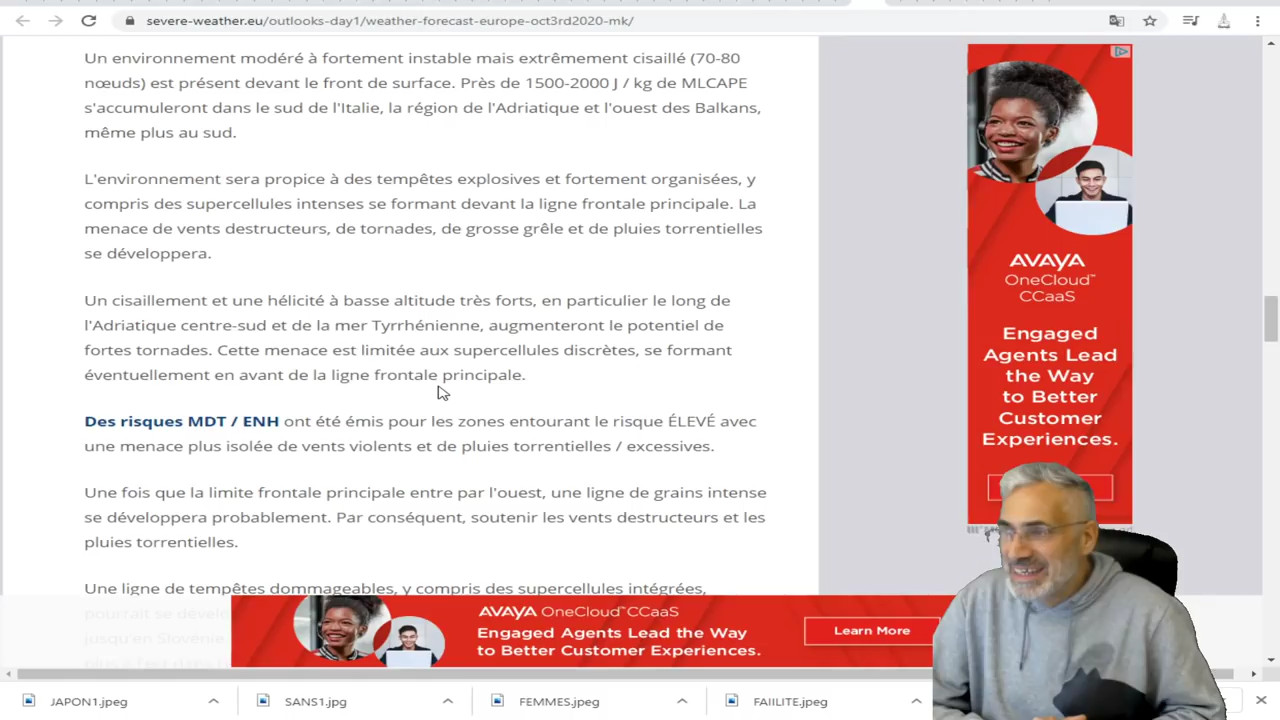 severe-weather.eu/outlooks-day1/weather-forecast-europe-oct3rd2020-mk/
Un environnement modéré à fortement instable mais extrêmement cisaillé (70-80
nœuds) est présent devant le front de surface. Près de 1500-2000 J / kg de MLCAPE
s'accumuleront dans le sud de l'Italie, la région de l'Adriatique et l'ouest des Balkans,
même plus au sud.
L'environnement sera propice à des tempêtes explosives et fortement organisées, y
compris des supercellules intenses se formant devant la ligne frontale principale. La
menace de vents destructeurs, de tornades, de grosse grêle et de pluies torrentielles
se développera.
Un cisaillement et une hélicité à basse altitude très forts, en particulier le long de
l'Adriatique centre-sud et de la mer Tyrrhénienne, augmenteront le potentiel de
fortes tornades. Cette menace est limitée aux supercellules discrètes, se formant
éventuellement en avant de la ligne frontale principale.
Des risques MDT / ENH ont été émis pour les zones entourant le risque ÉLEVÉ avec
une menace plus isolée de vents violents et de pluies torrentielles / excessives.
Une fois que la limite frontale principale entre par l'ouest, une ligne de grains intense
se développera probablement. Par conséquent, soutenir les vents destructeurs et les
pluies torrentielles.
Une ligne de tempêtes dommageables, y compris des supercellules intégrées,
pourrait se
jusqu'en Slovénie
AVAYA
OneCloud™
CCaaS
Engaged
Agents Lead
the Way
to Better
Customer
Experiences.
AVAYA OneCloud™CCaaS
Engaged Agents Lead the Way
to Better Customer Experiences.
Learn More
JAPON1.jpeg
SANS1.jpg
FEMMES.jpeg
FAIILITE.jpeg